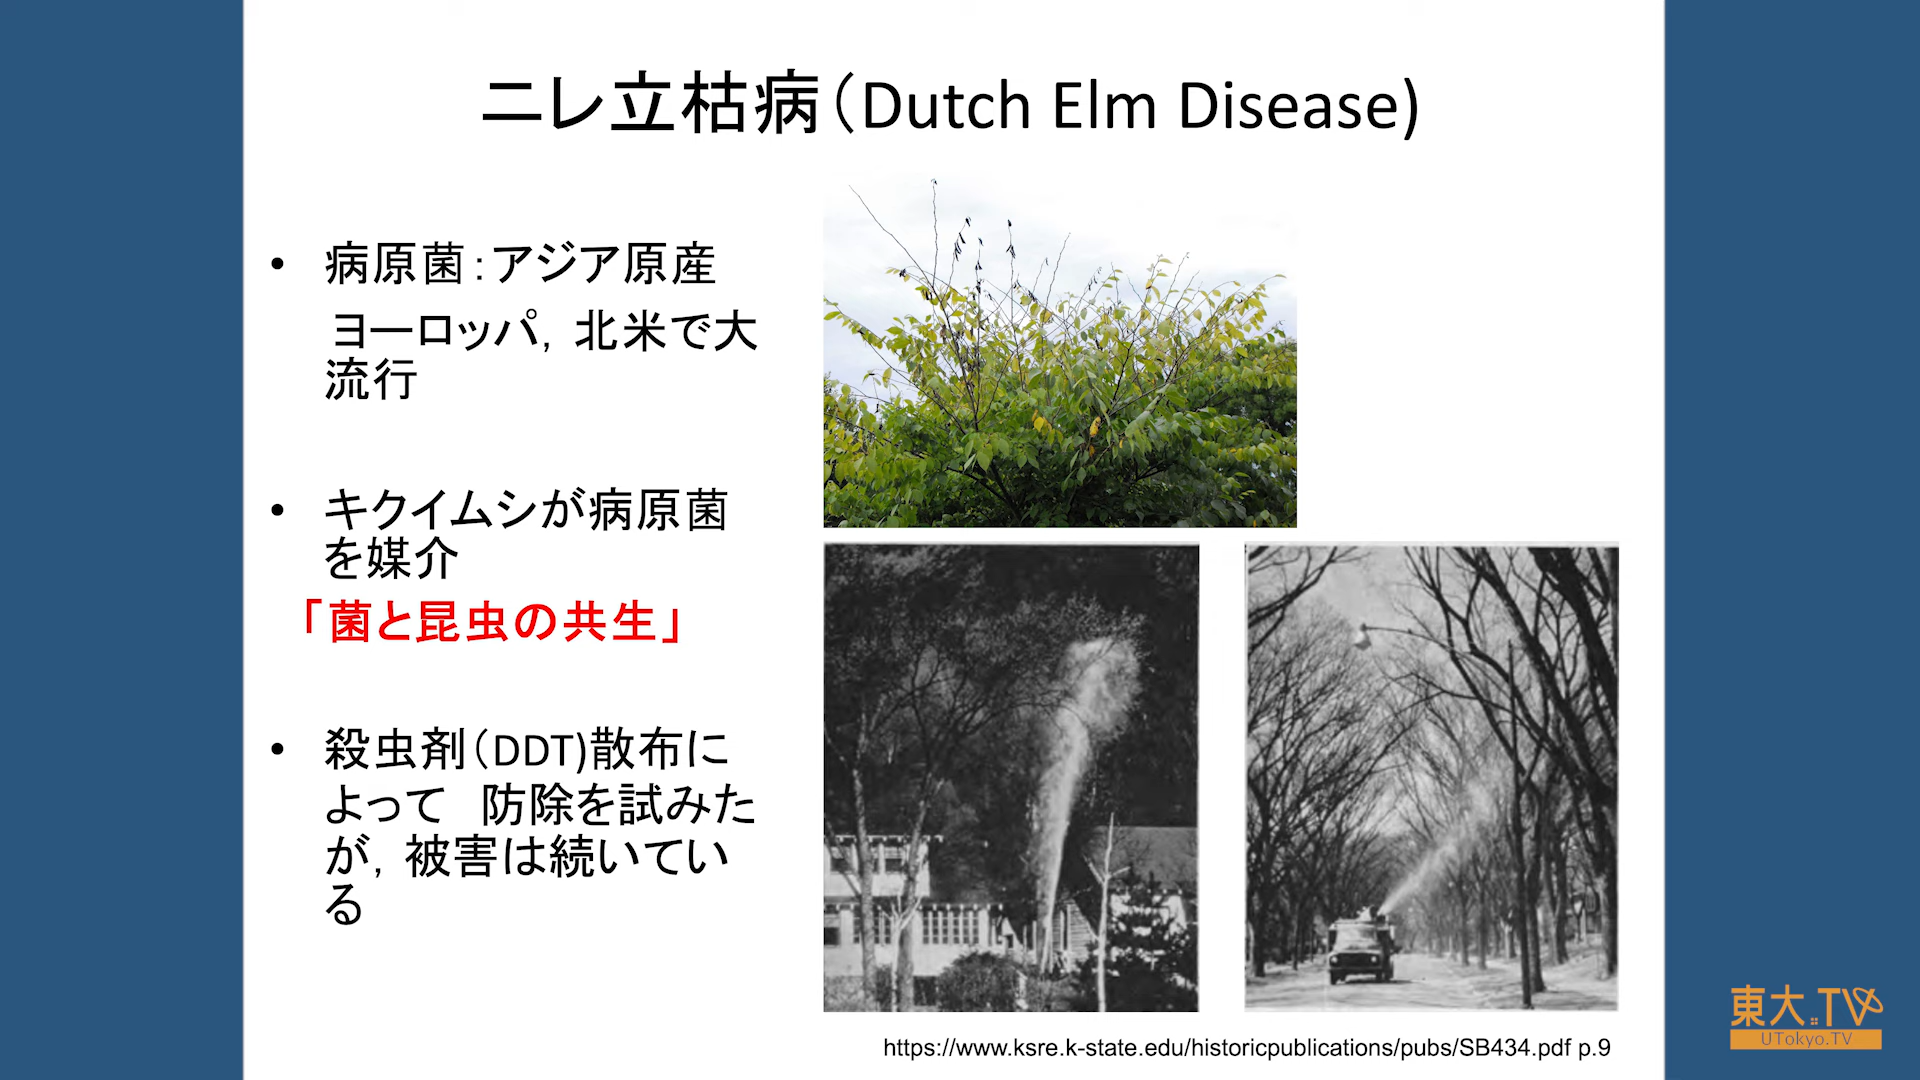 ニレ立枯病（Dutch Elm Disease)
• 病原菌：アジア原産
ヨーロッパ，北米で大
流行
• キクイムシが病原菌
を媒介
「菌と昆虫の共生」
• 殺虫剤（DDT)散布に
よって　防除を試みた
が，被害は続いてい
る
https://www.ksre.k-state.edu/historicpublications/pubs/SB434.pdf p.9
東大.TV
UTokyo.TV